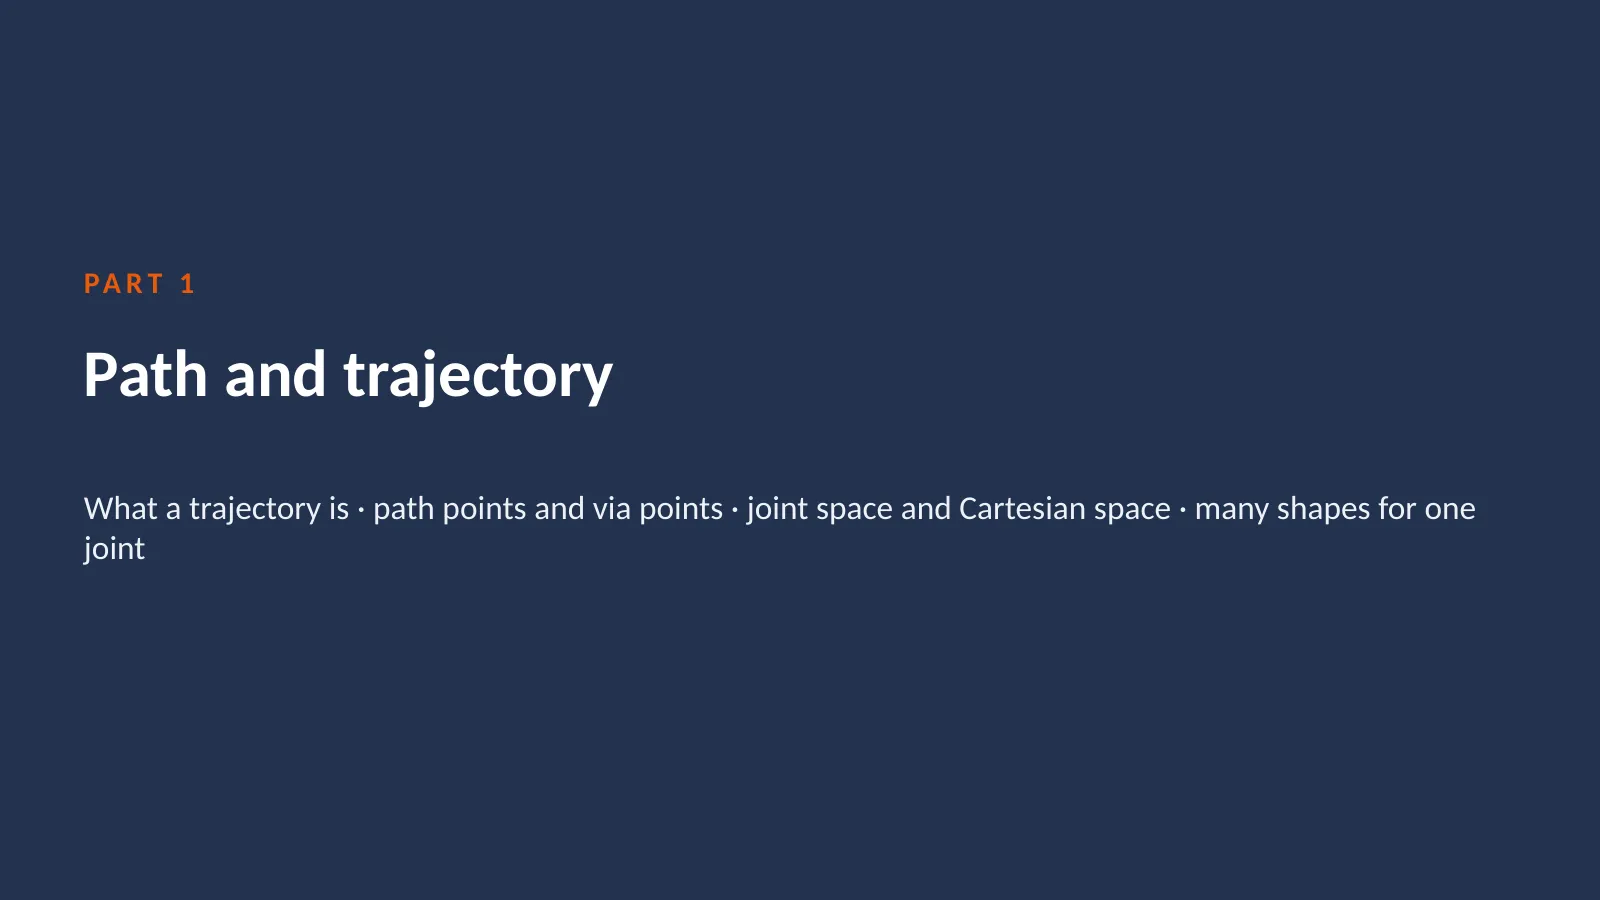 PART 1
Path and trajectory
What a trajectory is · path points and via points · joint space and Cartesian space · many shapes for one
joint